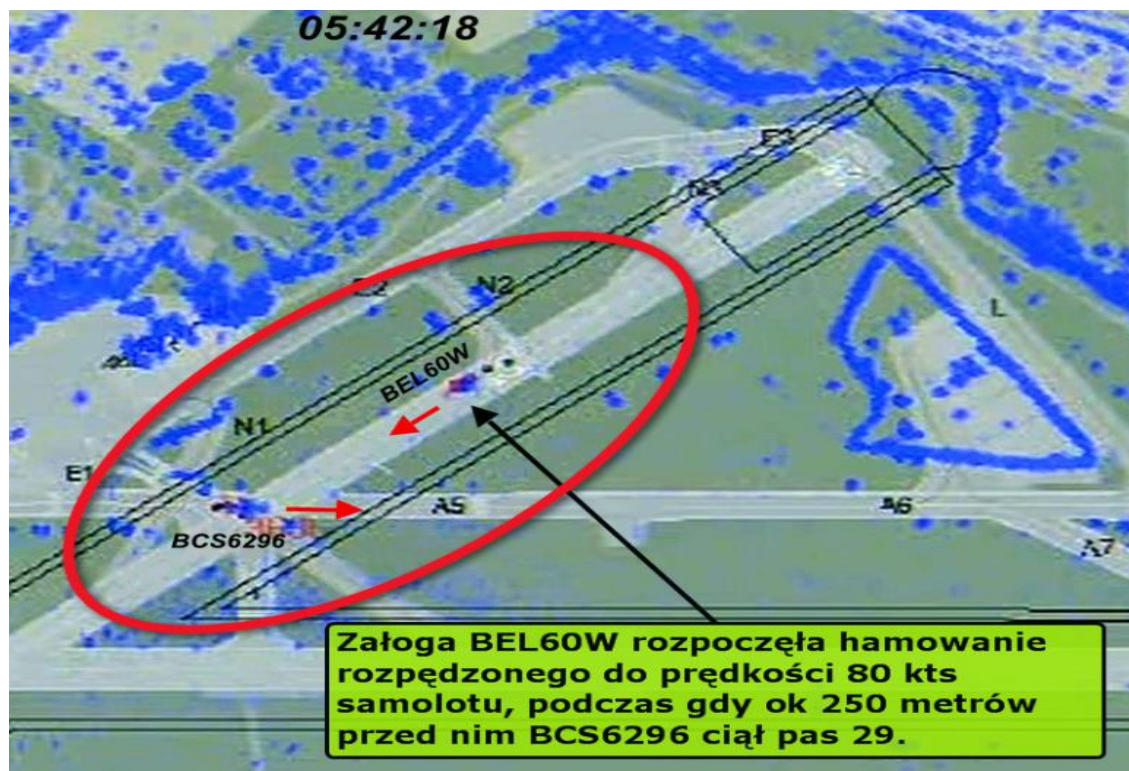 05:42:18
E3
N2
BEL60W
N1
L
E1
A5
A6
BCS6296
A7
Załoga BEL60W rozpoczęła hamowanie
rozpędzonego do prędkości 80 kts
samolotu, podczas gdy ok 250 metrów
przed nim BCS6296 ciął pas 29.